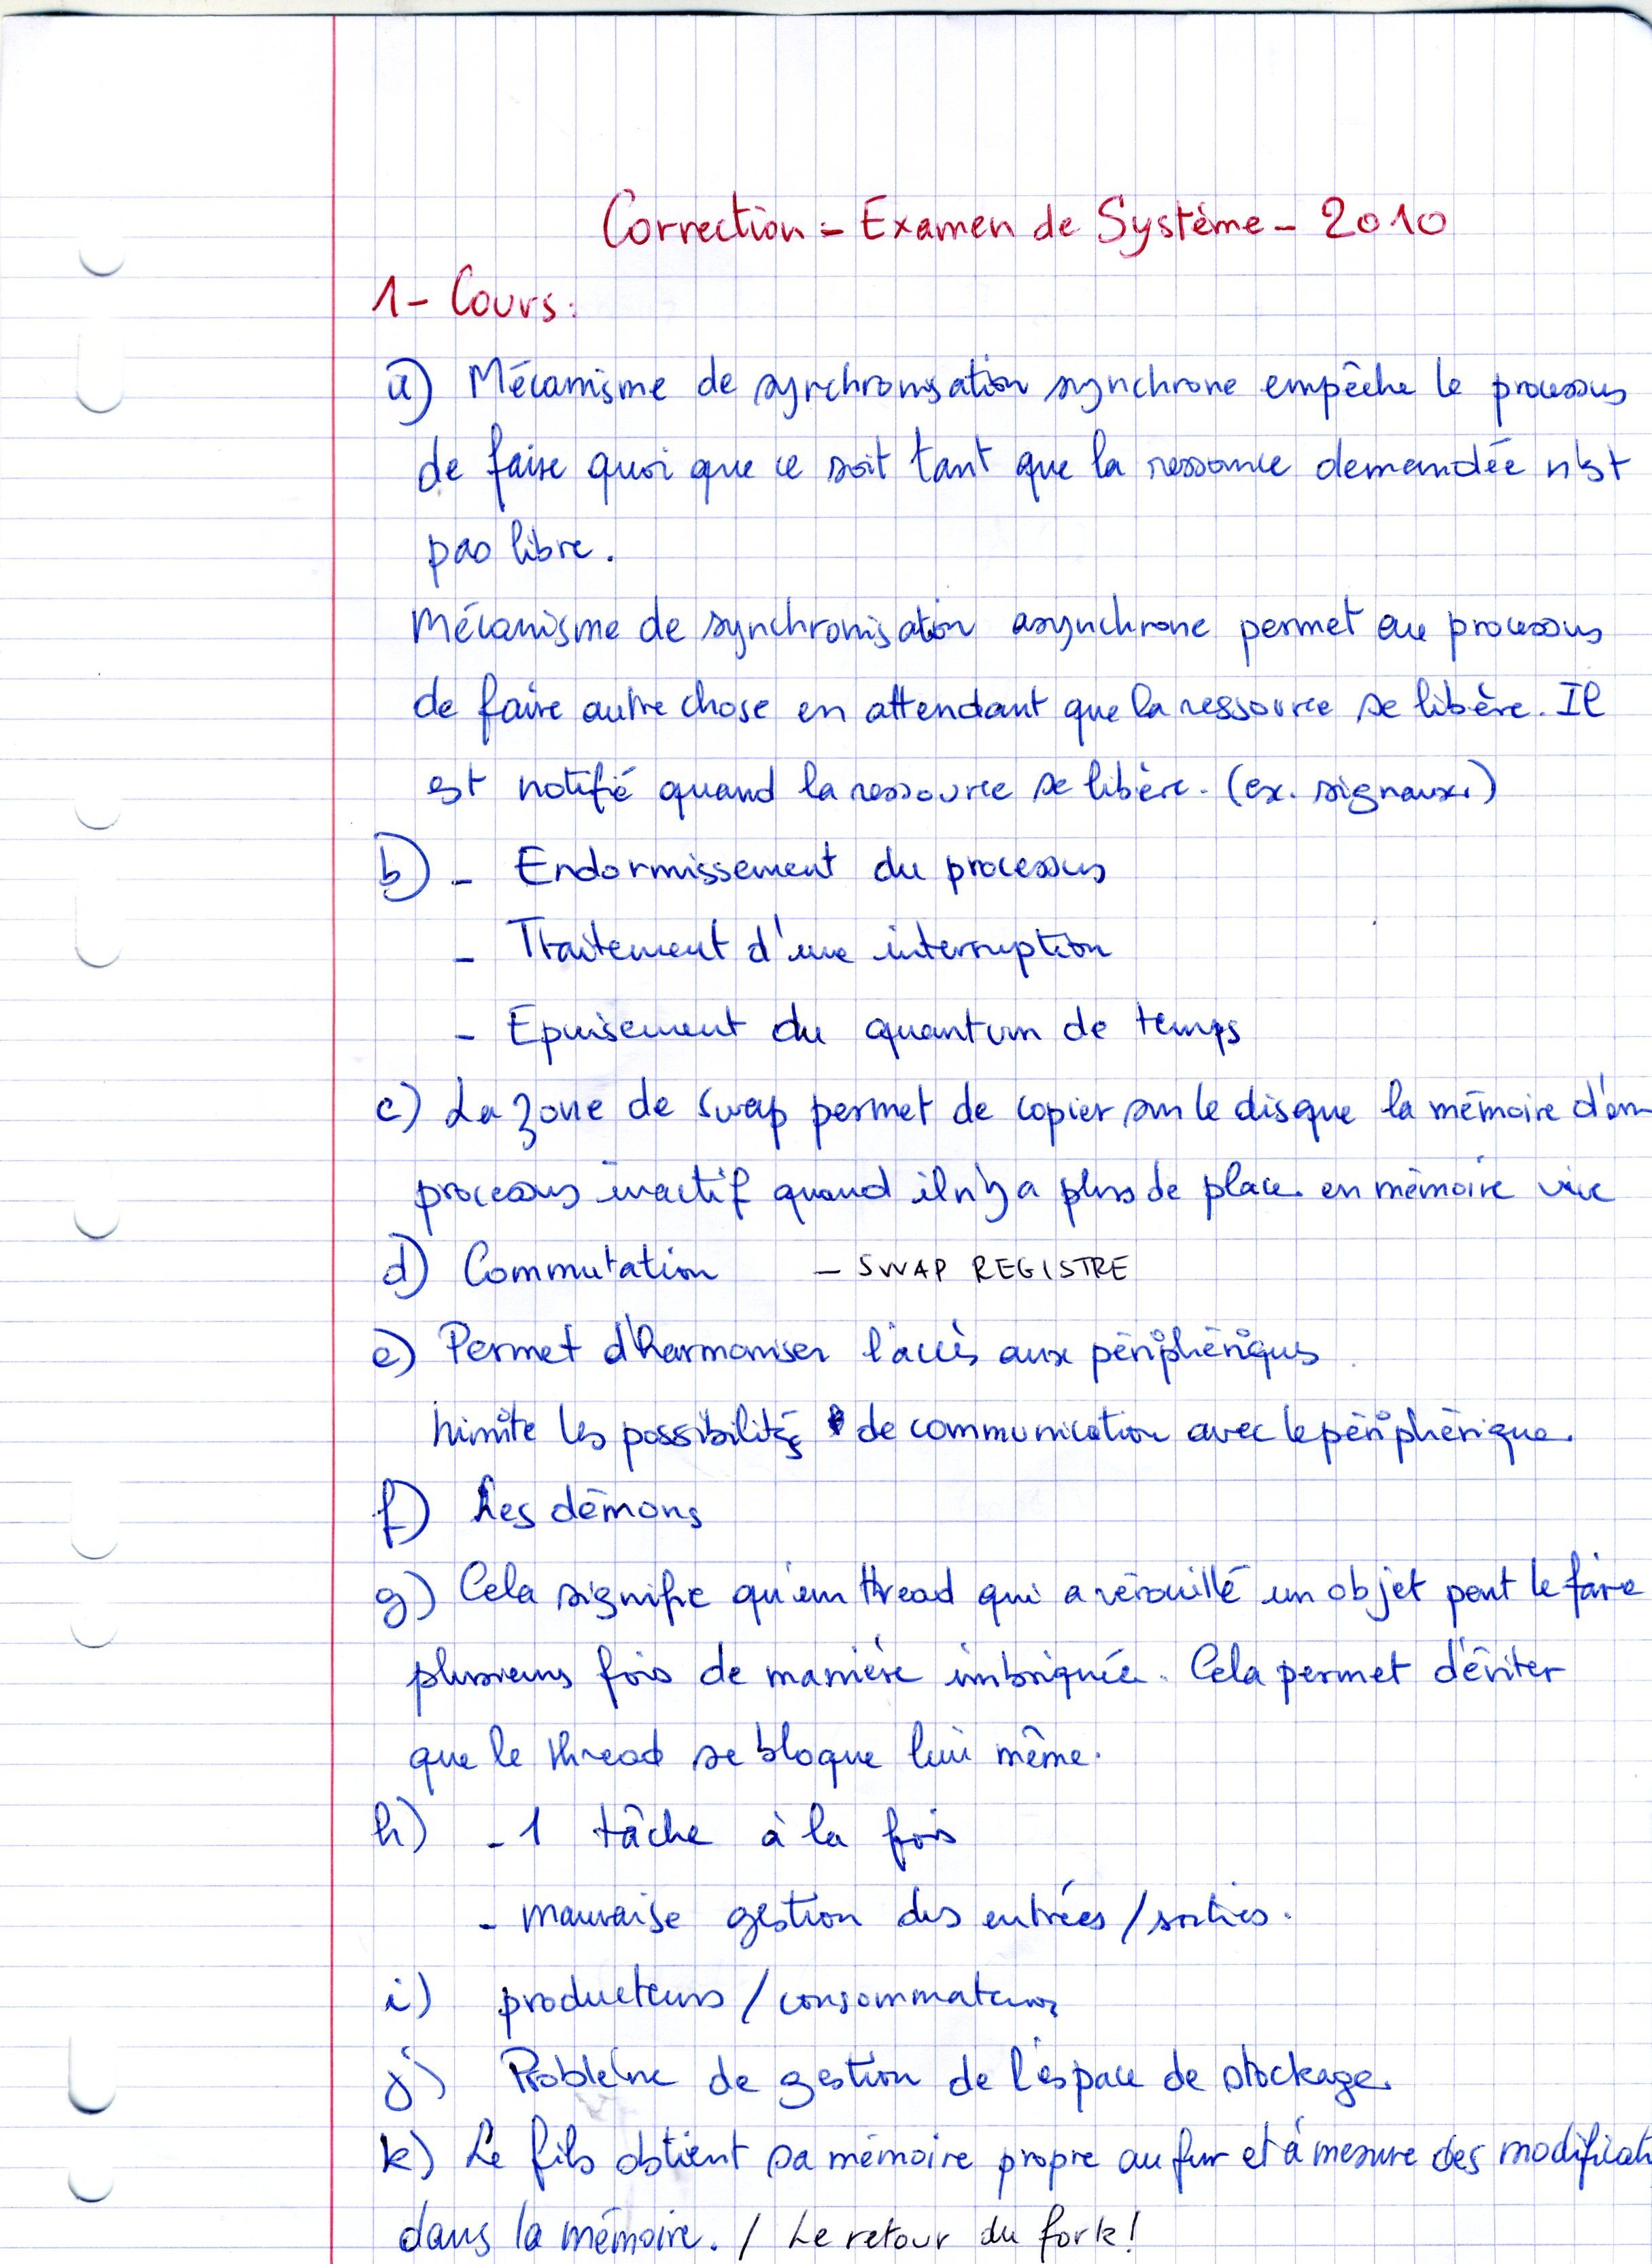 Correction - Examen de Système - 2010
1- Cours:
a) Mécanisme de synchronisation synchrone empêche le processus
de faire quoi que ce soit tant que la ressource demandée n'est
pas libre.
Mécanisme de synchronisation asynchrone permet au processus
de faire autre chose en attendant que la ressource se libère. Il
est notifié quand la ressource se libère. (ex. signaux.)
b) - Endormissement du processus
- Traitement d'une interruption
- Epuisement du quantum de temps
c) La zone de swap permet de copier sur le disque la mémoire d'un
processus inactif quand il n'y a plus de place en mémoire vive
d) Commutation - SWAP REGISTRE
e) Permet d'harmoniser l'accès aux périphériques
Limite les possibilités de communication avec le périphérique.
f) Les démons
g) Cela signifie qu'un thread qui a vérouillé un objet peut le faire
plusieurs fois de manière imbriquée. Cela permet d'éviter
que le thread se bloque lui même.
h) - 1 tâche à la fois
- mauvaise gestion des entrées / sorties.
i) producteurs / consommateurs
j) Problème de gestion de l'espace de stockage.
k) Le fils obtient sa mémoire propre au fur et à mesure des modificat
dans la mémoire. / Le retour du fork!